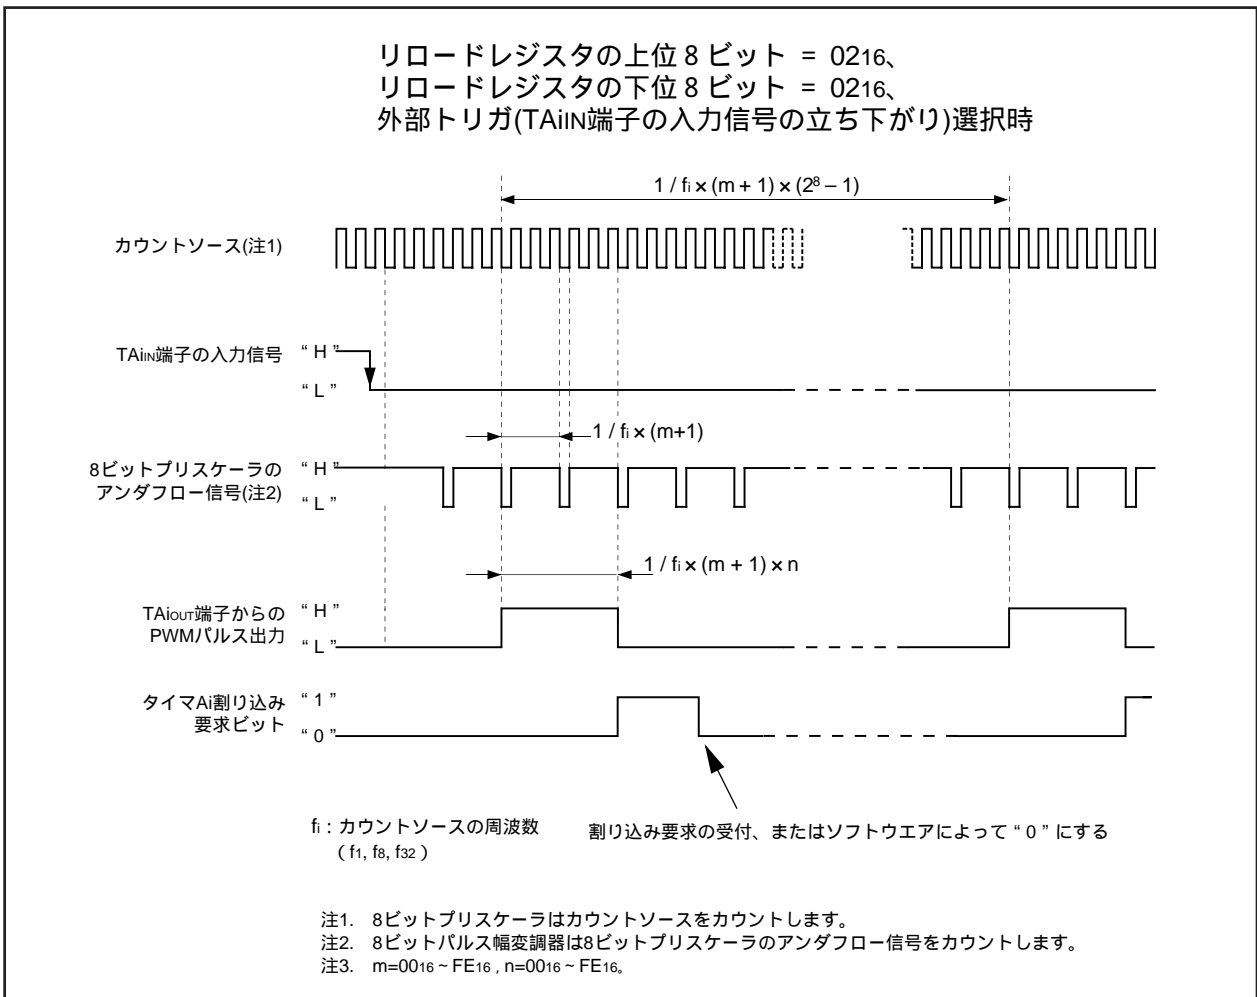 リロードレジスタの上位 8 ビット = 0216、
リロードレジスタの下位 8 ビット = 0216、
外部トリガ(TAiIN端子の入力信号の立ち下がり)選択時
1 / fi × (m + 1) × (2⁸ – 1)
カウントソース(注1)
TAiIN端子の入力信号
“ H ”
“ L ”
1 / fi × (m+1)
8ビットプリスケーラの
アンダフロー信号(注2)
“ H ”
“ L ”
1 / fi × (m + 1) × n
TAiOUT端子からの
PWMパルス出力
“ H ”
“ L ”
タイマAi割り込み
要求ビット
“ 1 ”
“ 0 ”
fi : カウントソースの周波数
( f1, f8, f32 )
割り込み要求の受付、またはソフトウエアによって “ 0 ” にする
注1. 8ビットプリスケーラはカウントソースをカウントします。
注2. 8ビットパルス幅変調器は8ビットプリスケーラのアンダフロー信号をカウントします。
注3. m=0016 ~ FE16 , n=0016 ~ FE16。